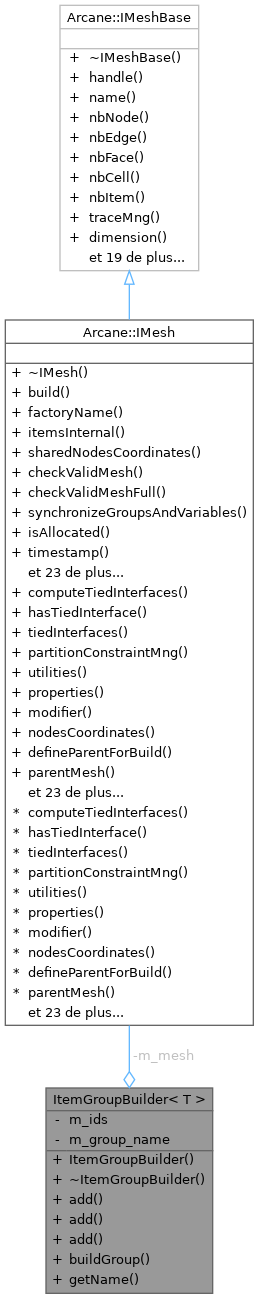 Arcane::IMeshBase
+ ~IMeshBase()
+ handle()
+ name()
+ nbNode()
+ nbEdge()
+ nbFace()
+ nbCell()
+ nbItem()
+ traceMng()
+ dimension()
et 19 de plus...
Arcane::IMesh
+ ~IMesh()
+ build()
+ factoryName()
+ itemsInternal()
+ sharedNodesCoordinates()
+ checkValidMesh()
+ checkValidMeshFull()
+ synchronizeGroupsAndVariables()
+ isAllocated()
+ timestamp()
et 23 de plus...
+ computeTiedInterfaces()
+ hasTiedInterface()
+ tiedInterfaces()
+ partitionConstraintMng()
+ utilities()
+ properties()
+ modifier()
+ nodesCoordinates()
+ defineParentForBuild()
+ parentMesh()
et 23 de plus...
* computeTiedInterfaces()
* hasTiedInterface()
* tiedInterfaces()
* partitionConstraintMng()
* utilities()
* properties()
* modifier()
* nodesCoordinates()
* defineParentForBuild()
* parentMesh()
et 23 de plus...
-m_mesh
ItemGroupBuilder< T >
- m_ids
- m_group_name
+ ItemGroupBuilder()
+ ~ItemGroupBuilder()
+ add()
+ add()
+ add()
+ buildGroup()
+ getName()